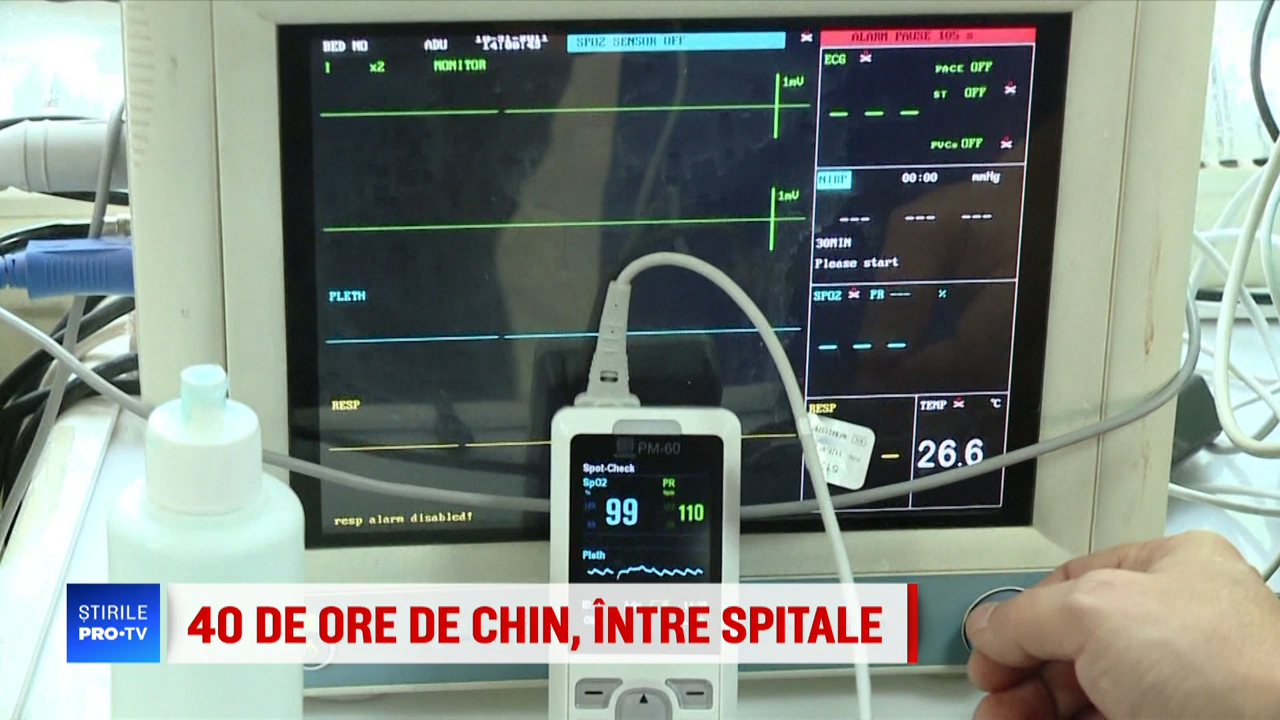 BED NO ADU
SPO2 SENSOR OFF
ALARM PAUSE 105 s
1 x2 MONITOR
1mV
ECG
PACE OFF
ST OFF
PVCs OFF
1mV
NIBP 00:00 mmHg
--- --- ---
30MIN
Please start
PLETH
SPO2 PR --- %
RESP
RESP
TEMP °C
26.6
resp alarm disabled!
PM-60
Spot-Check
SpO2 PR
%
99 110
Pleth
ȘTIRILE
PRO•TV
40 DE ORE DE CHIN, ÎNTRE SPITALE